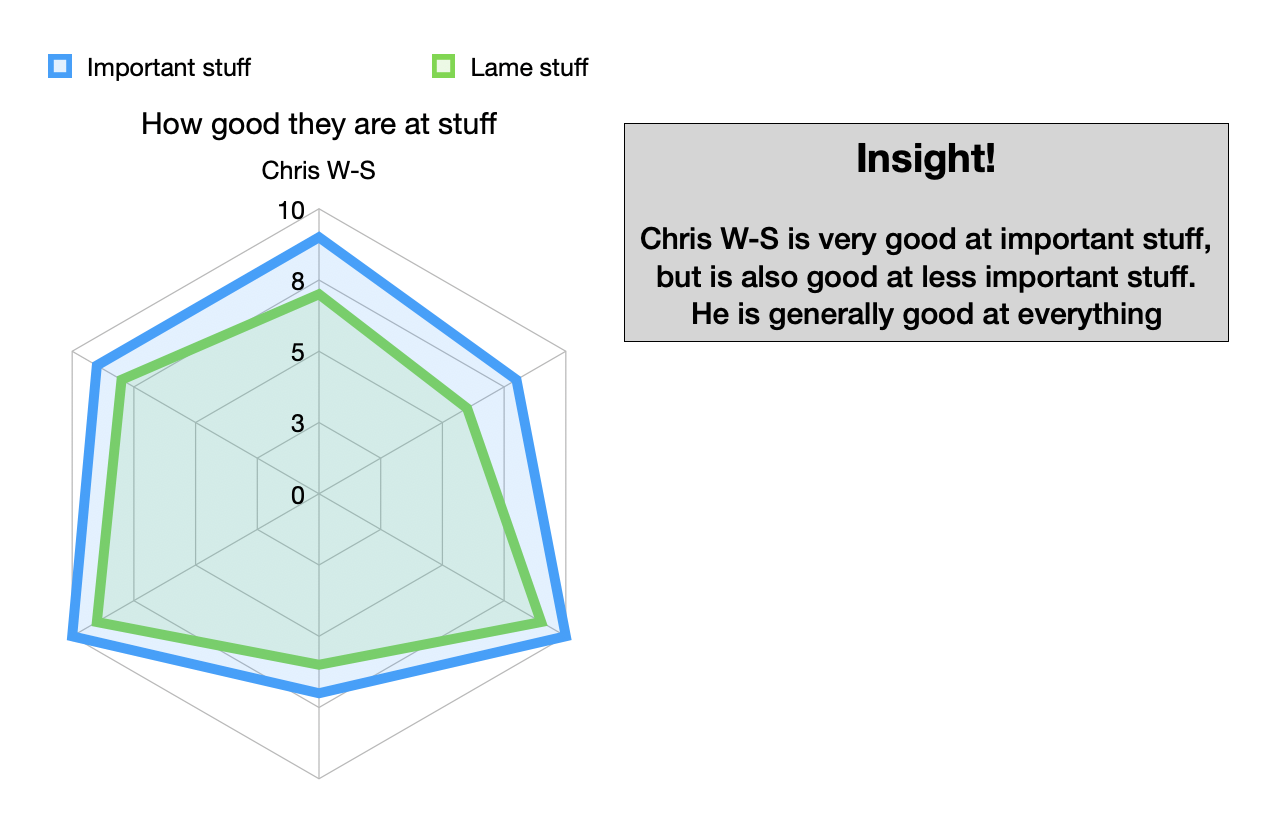 Important stuff
Lame stuff
How good they are at stuff
Chris W-S
10
8
5
3
0
Insight!
Chris W-S is very good at important stuff,
but is also good at less important stuff.
He is generally good at everything